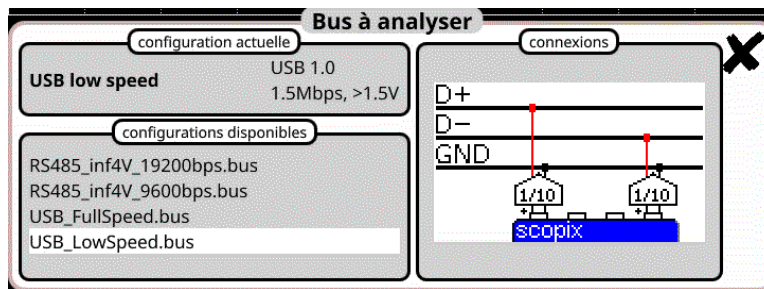 Bus à analyser
configuration actuelle
USB low speed
USB 1.0
1.5Mbps, >1.5V
configurations disponibles
RS485_inf4V_19200bps.bus
RS485_inf4V_9600bps.bus
USB_FullSpeed.bus
USB_LowSpeed.bus
connexions
D+
D−
GND
1/10 1/10
+ +
scopix